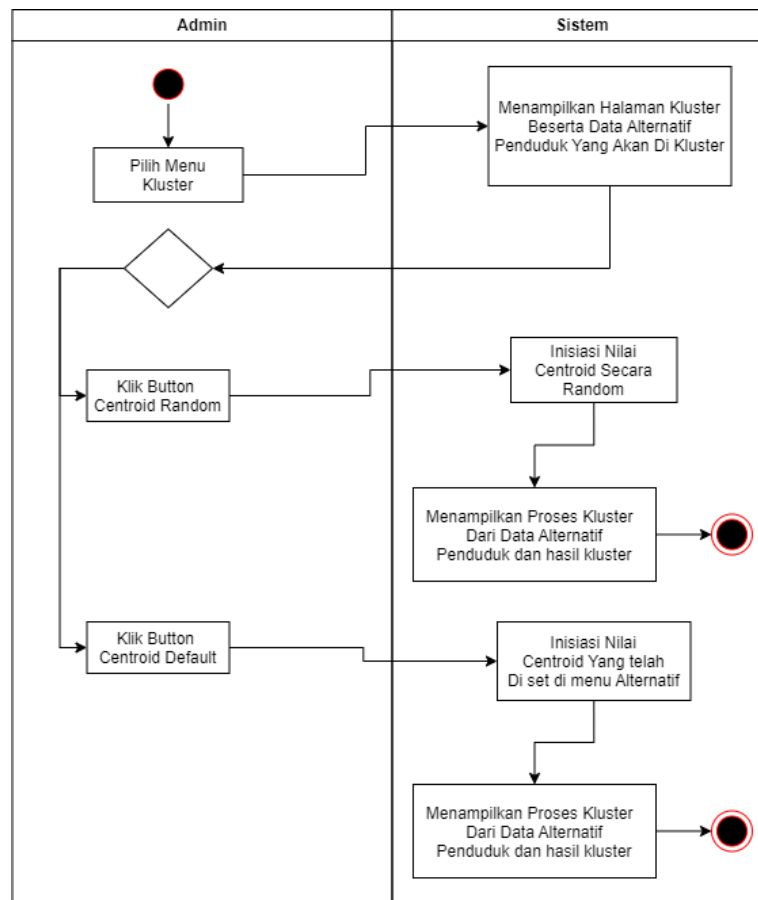 Admin
Sistem
Menampilkan Halaman Kluster
Beserta Data Alternatif
Penduduk Yang Akan Di Kluster
Pilih Menu
Kluster
Klik Button
Centroid Random
Inisiasi Nilai
Centroid Secara
Random
Menampilkan Proses Kluster
Dari Data Alternatif
Penduduk dan hasil kluster
Klik Button
Centroid Default
Inisiasi Nilai
Centroid Yang telah
Di set di menu Alternatif
Menampilkan Proses Kluster
Dari Data Alternatif
Penduduk dan hasil kluster